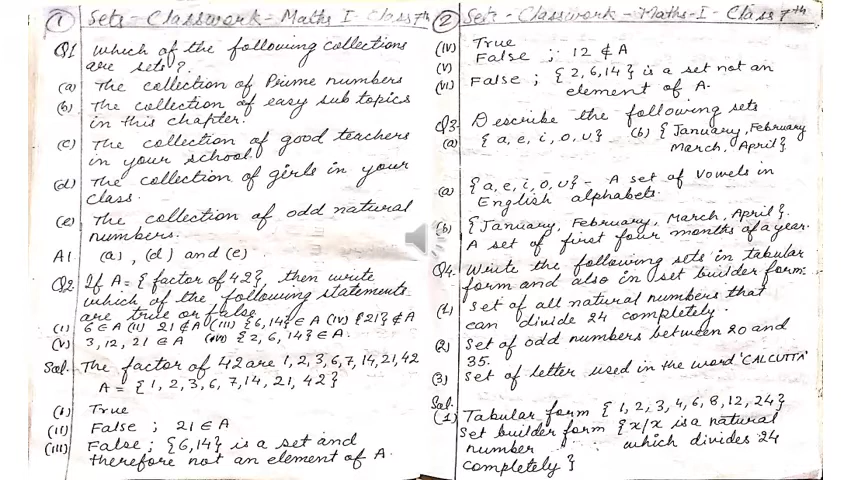 1 Sets - Classwork - Maths I - Class 7th
Q1 Which of the following collections
are sets?
(a) The collection of Prime numbers
(b) The collection of easy sub topics
in this chapter.
(c) The collection of good teachers
in your school.
(d) The collection of girls in your
class.
(e) The collection of odd natural
numbers.
A1 (a), (d) and (e).
Q2 If A = {factor of 42}, then write
which of the following statements
are true or false.
(i) 6 ∈ A (ii) 21 ∉ A (iii) {6,14} ∈ A (iv) {21} ∉ A
(v) 3, 12, 21 ∈ A (vi) {2, 6, 14} ∈ A.
Sol. The factor of 42 are 1, 2, 3, 6, 7, 14, 21, 42
A = {1, 2, 3, 6, 7, 14, 21, 42}
(i) True
(ii) False ; 21 ∈ A
(iii) False ; {6,14} is a set and
therefore not an element of A.
2 Sets - Classwork - Maths-I - Class 7th
(iv) True
(v) False ; 12 ∉ A
(vi) False ; {2, 6, 14} is a set not an
element of A.
Q3 Describe the following sets
(a) {a, e, i, o, u} (b) {January, February
March, April}
(a) {a, e, i, o, u} - A set of vowels in
English alphabets.
(b) {January, February, March, April}.
A set of first four months of a year.
Q4. Write the following sets in tabular
form and also in set builder form.
(1) Set of all natural numbers that
can divide 24 completely.
(2) Set of odd numbers between 20 and
35.
(3) Set of letter used in the word 'CALCUTTA'
Sol.
(1) Tabular form {1, 2, 3, 4, 6, 8, 12, 24}
Set builder form {x/x is a natural
number which divides 24
completely}